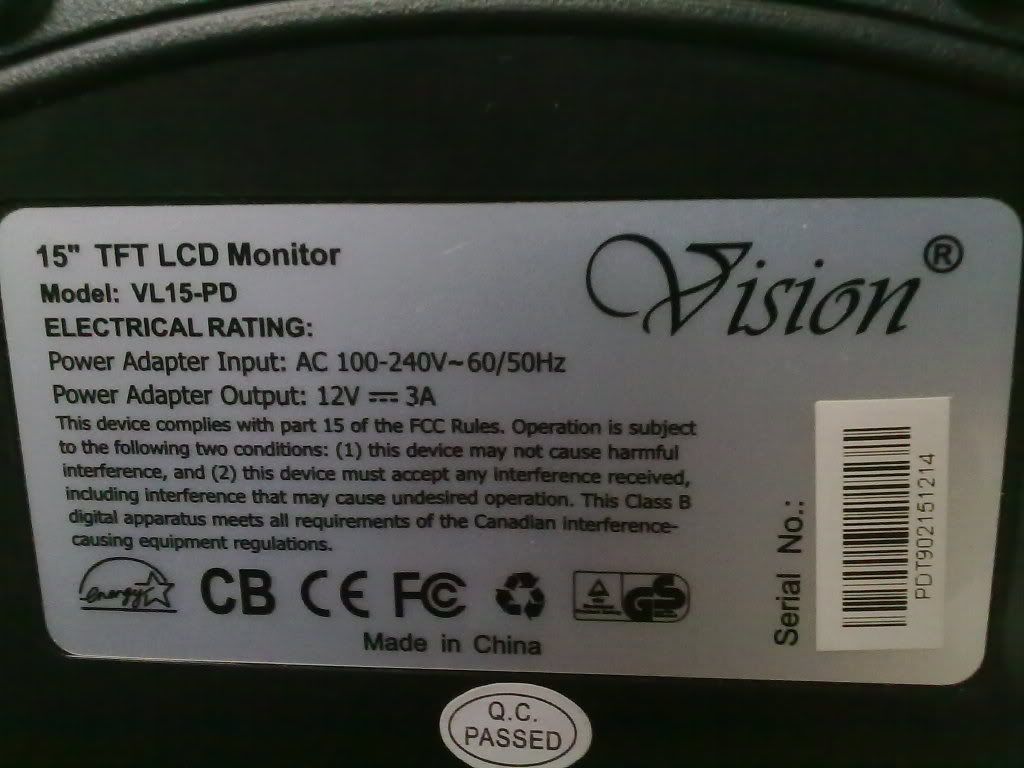 15" TFT LCD Monitor
Model: VL15-PD
ELECTRICAL RATING:
Power Adapter Input: AC 100-240V~60/50Hz
Power Adapter Output: 12V ⎓ 3A
This device complies with part 15 of the FCC Rules. Operation is subject
to the following two conditions: (1) this device may not cause harmful
interference, and (2) this device must accept any interference received,
including interference that may cause undesired operation. This Class B
digital apparatus meets all requirements of the Canadian interference-
causing equipment regulations.
energy
CB CE FC GS
Made in China
Vision®
Serial No.:
PDT902151214
Q.C.
PASSED